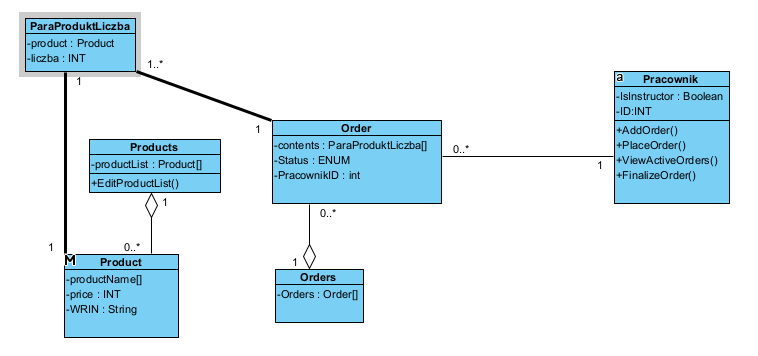 ParaProduktLiczba
-product : Product
-liczba : INT
1
1..*
1
Order
-contents : ParaProduktLiczba[]
-Status : ENUM
-PracownikID : int
0..*
1
a
Pracownik
-IsInstructor : Boolean
-ID:INT
+AddOrder()
+PlaceOrder()
+ViewActiveOrders()
+FinalizeOrder()
Products
-productList : Product[]
+EditProductList()
1
0..*
1
M
Product
-productName[]
-price : INT
-WRIN : String
0..*
1
Orders
-Orders : Order[]